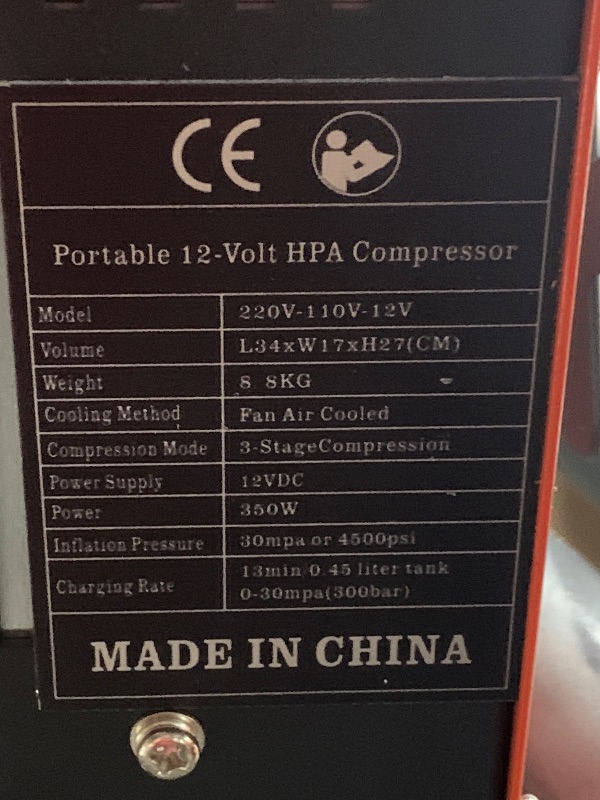 CE
Portable 12-Volt HPA Compressor
Model 220V-110V-12V
Volume L34xW17xH27(CM)
Weight 8.8KG
Cooling Method Fan Air Cooled
Compression Mode 3-StageCompression
Power Supply 12VDC
Power 350W
Inflation Pressure 30mpa or 4500psi
Charging Rate 13min/0.45 liter tank
0-30mpa(300bar)
MADE IN CHINA